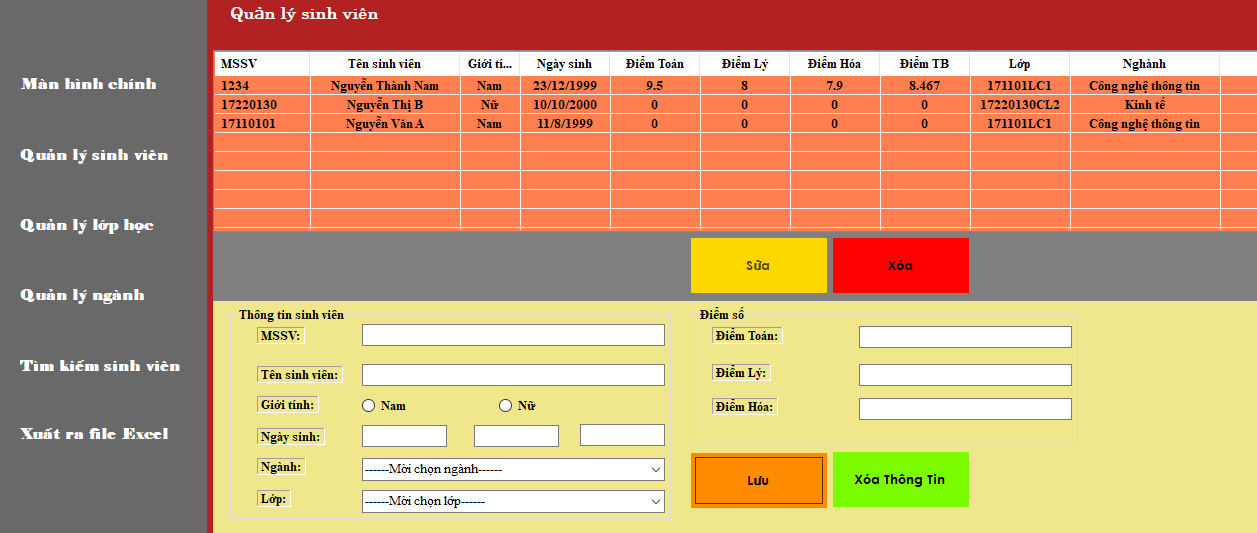 Quản lý sinh viên
Màn hình chính
Quản lý sinh viên
Quản lý lớp học
Quản lý ngành
Tìm kiếm sinh viên
Xuất ra file Excel
MSSV Tên sinh viên Giới tí... Ngày sinh Điểm Toán Điểm Lý Điểm Hóa Điểm TB Lớp Nghành
1234 Nguyễn Thành Nam Nam 23/12/1999 9.5 8 7.9 8.467 171101LC1 Công nghệ thông tin
17220130 Nguyễn Thị B Nữ 10/10/2000 0 0 0 0 17220130CL2 Kinh tế
17110101 Nguyễn Văn A Nam 11/8/1999 0 0 0 0 171101LC1 Công nghệ thông tin
Sửa Xóa
Thông tin sinh viên
MSSV:
Tên sinh viên:
Giới tính: Nam Nữ
Ngày sinh:
Ngành: ------Mời chọn ngành------
Lớp: ------Mời chọn lớp------
Điểm số
Điểm Toán:
Điểm Lý:
Điểm Hóa:
Lưu Xóa Thông Tin